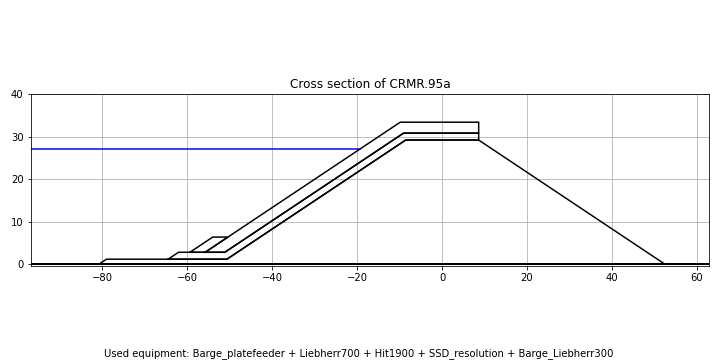 Cross section of CRMR.95a
40
30
20
10
0
−80 −60 −40 −20 0 20 40 60
Used equipment: Barge_platefeeder + Liebherr700 + Hit1900 + SSD_resolution + Barge_Liebherr300